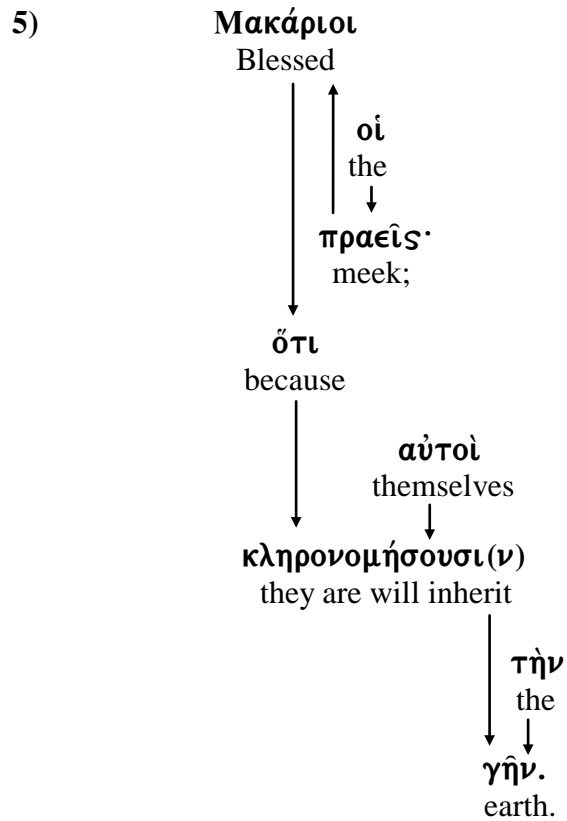 5) Μακάριοι
Blessed
οἱ
the
πραεῖς·
meek;
ὅτι
because
αὐτοὶ
themselves
κληρονομήσουσι(ν)
they are will inherit
τὴν
the
γῆν.
earth.